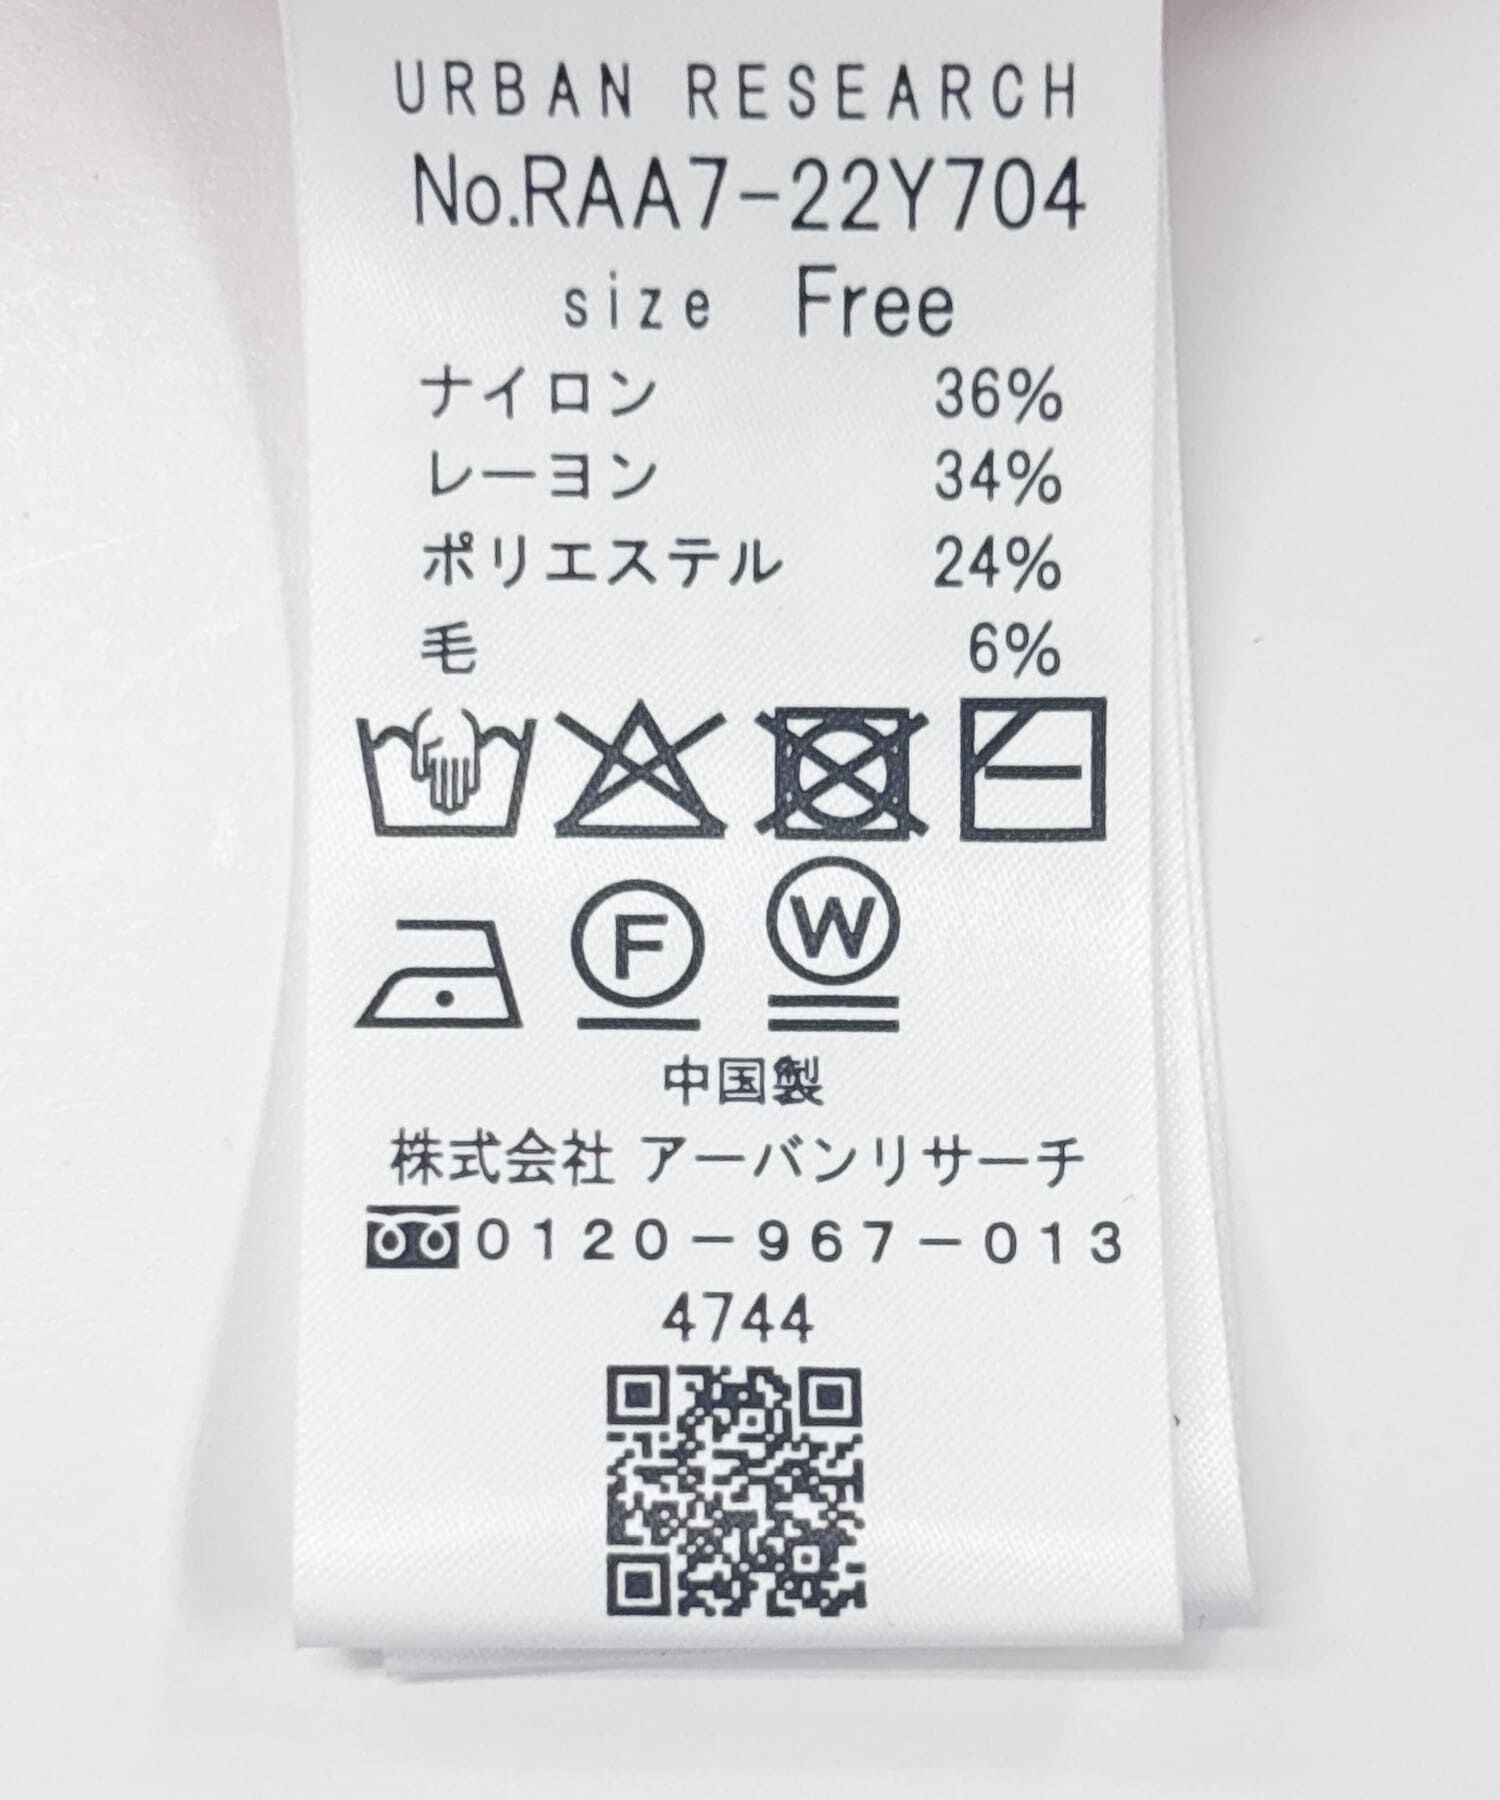 URBAN RESEARCH
No.RAA7-22Y704
size Free
ナイロン 36%
レーヨン 34%
ポリエステル 24%
毛 6%
F W
中国製
株式会社 アーバンリサーチ
0120-967-013
4744